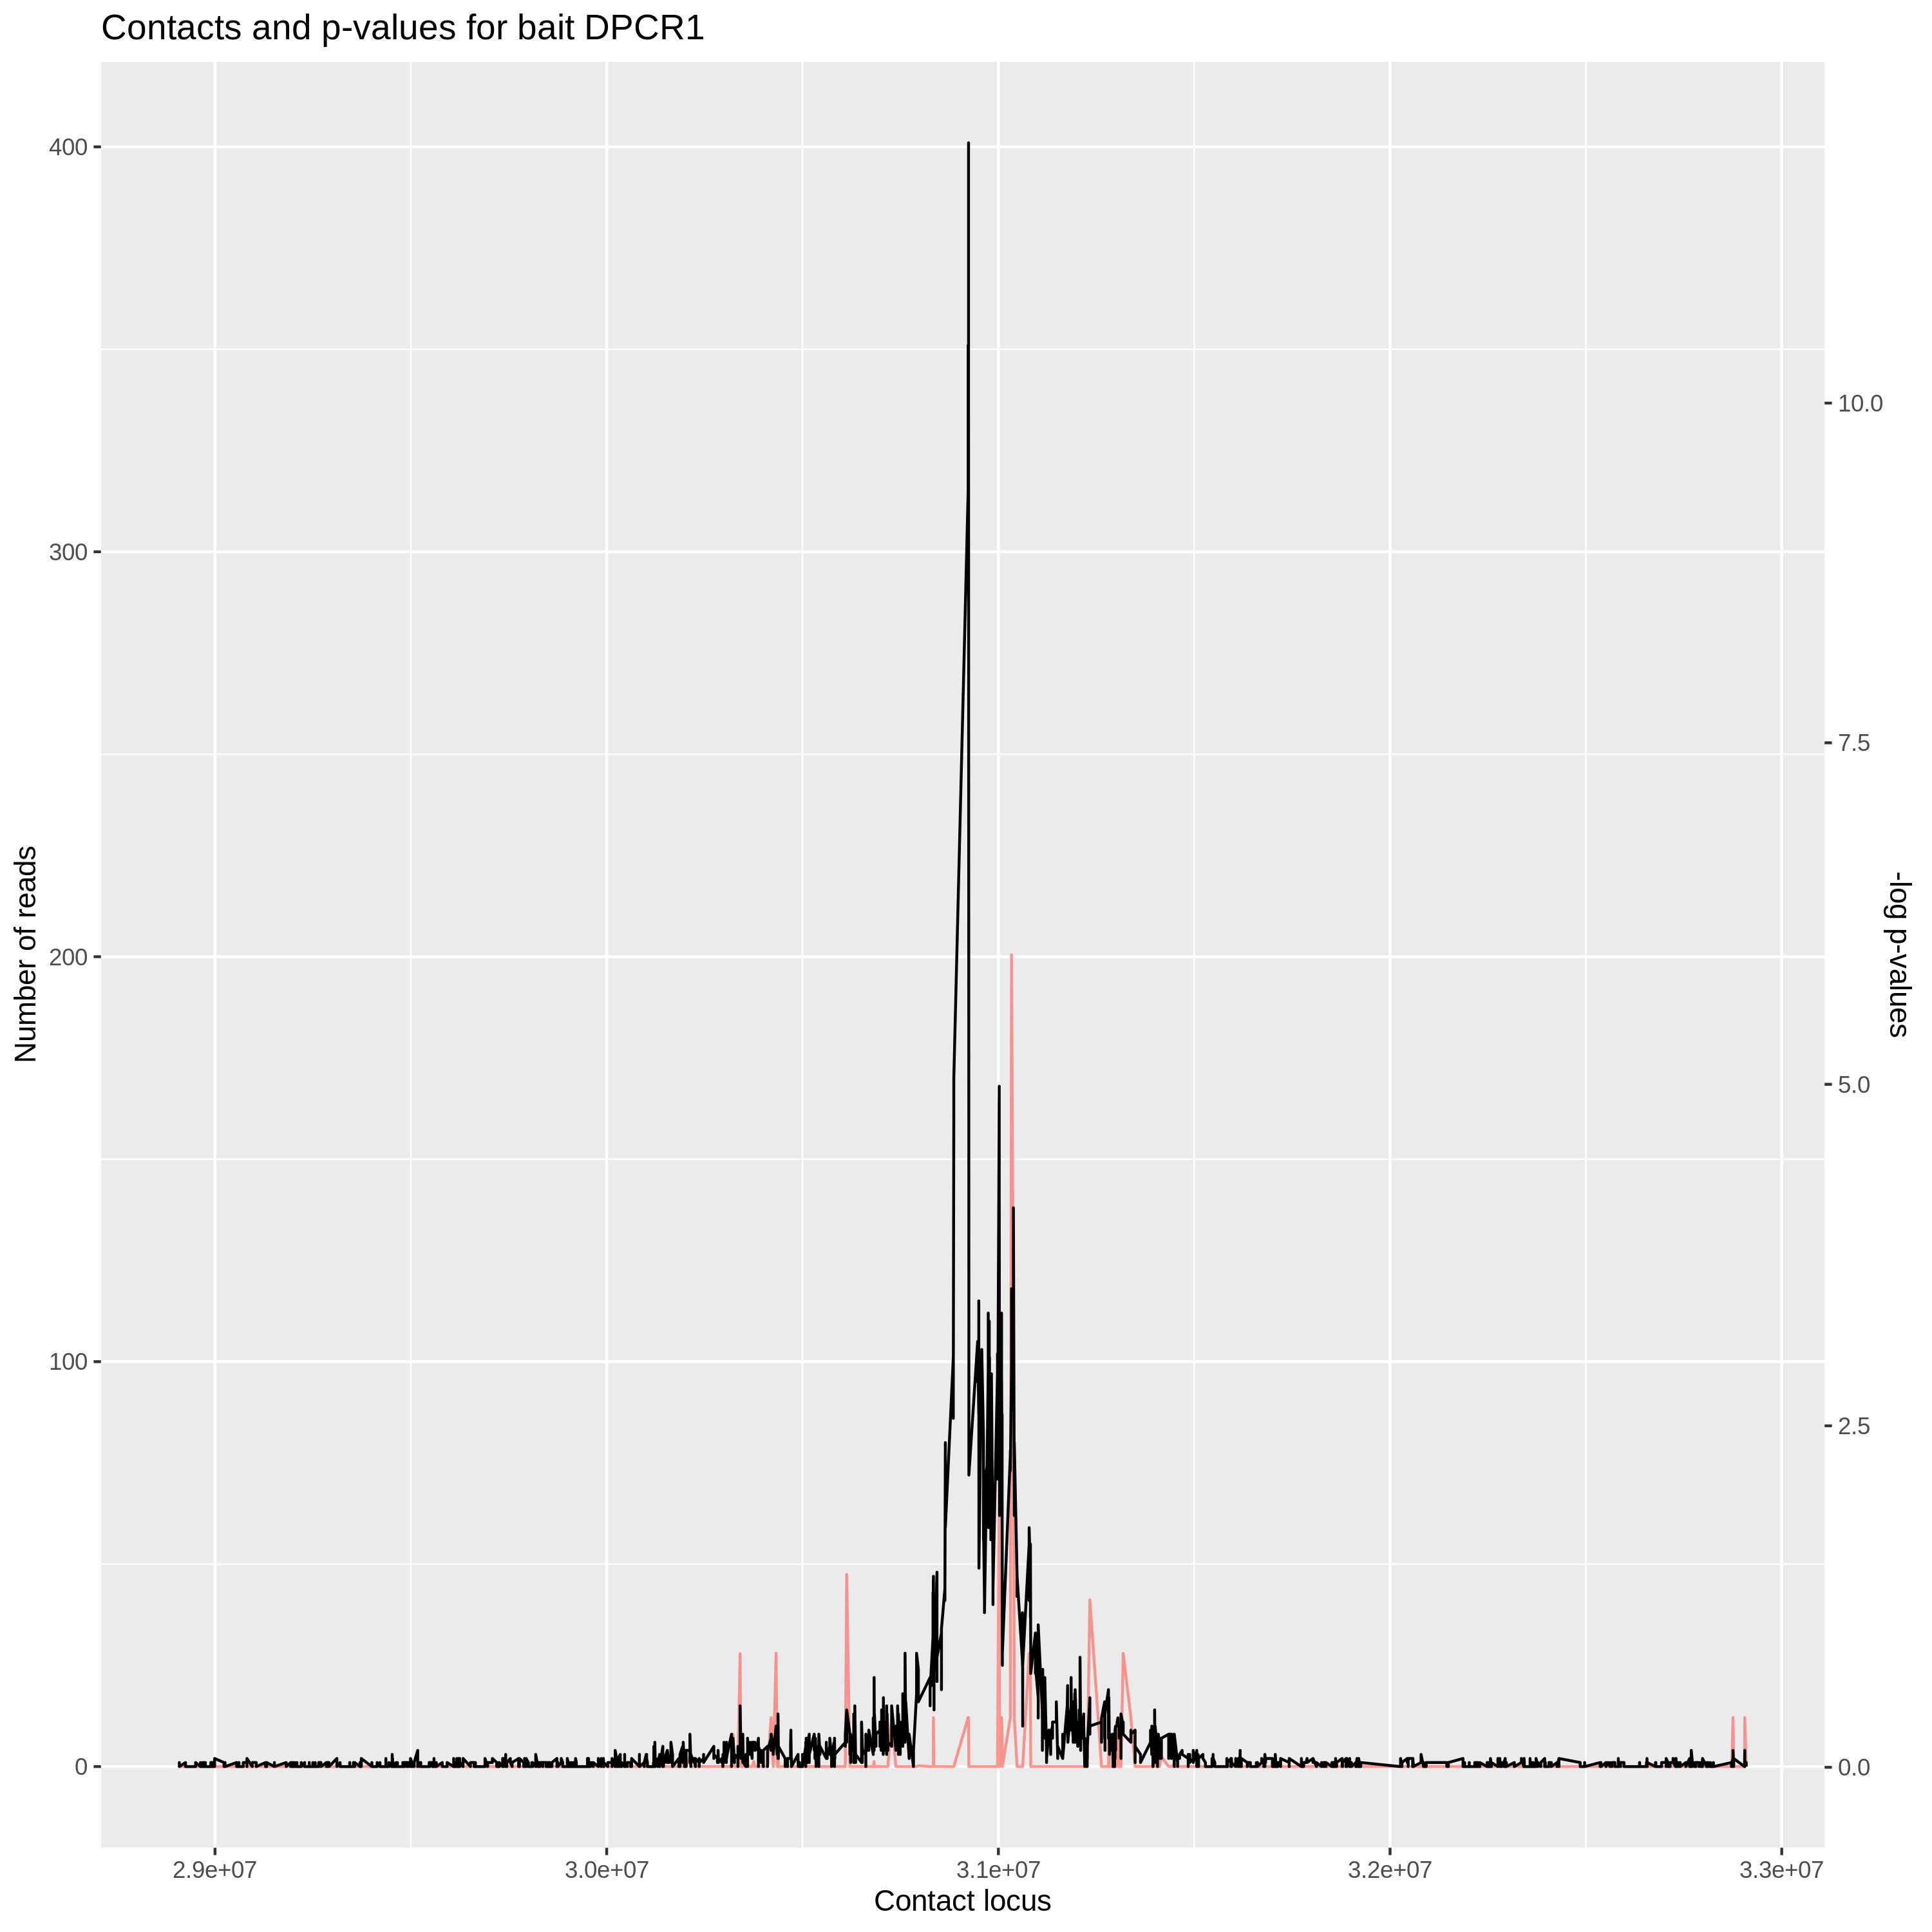 Contacts and p-values for bait DPCR1
400
300
200
100
0
Number of reads
10.0
7.5
5.0
2.5
0.0
-log p-values
2.9e+07 3.0e+07 3.1e+07 3.2e+07 3.3e+07
Contact locus